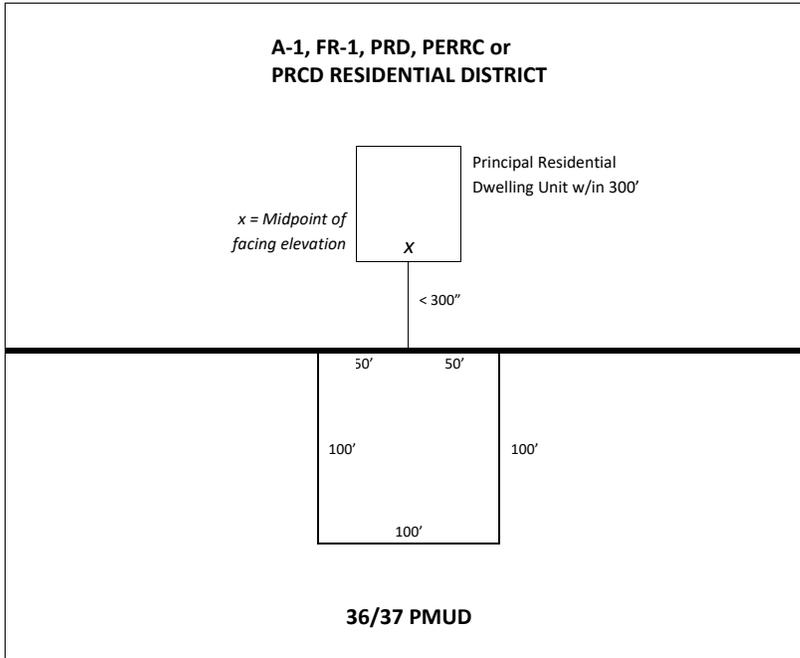 A-1, FR-1, PRD, PERRC or
PRCD RESIDENTIAL DISTRICT
Principal Residential
Dwelling Unit w/in 300’
x = Midpoint of
facing elevation
x
< 300”
50’ 50’
100’ 100’
100’
36/37 PMUD